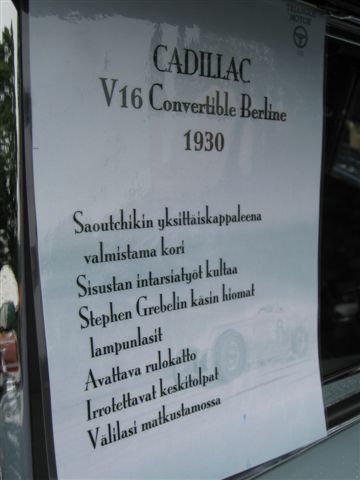 CADILLAC
V16 Convertible Berline
1930
Saoutchikin yksittäiskappaleena
valmistama kori
Sisustan intarsiatyöt kultaa
Stephen Grebelin käsin hiomat
lampunlasit
Avattava rulokatto
Irrotettavat keskitolpat
Välilasi matkustamossa